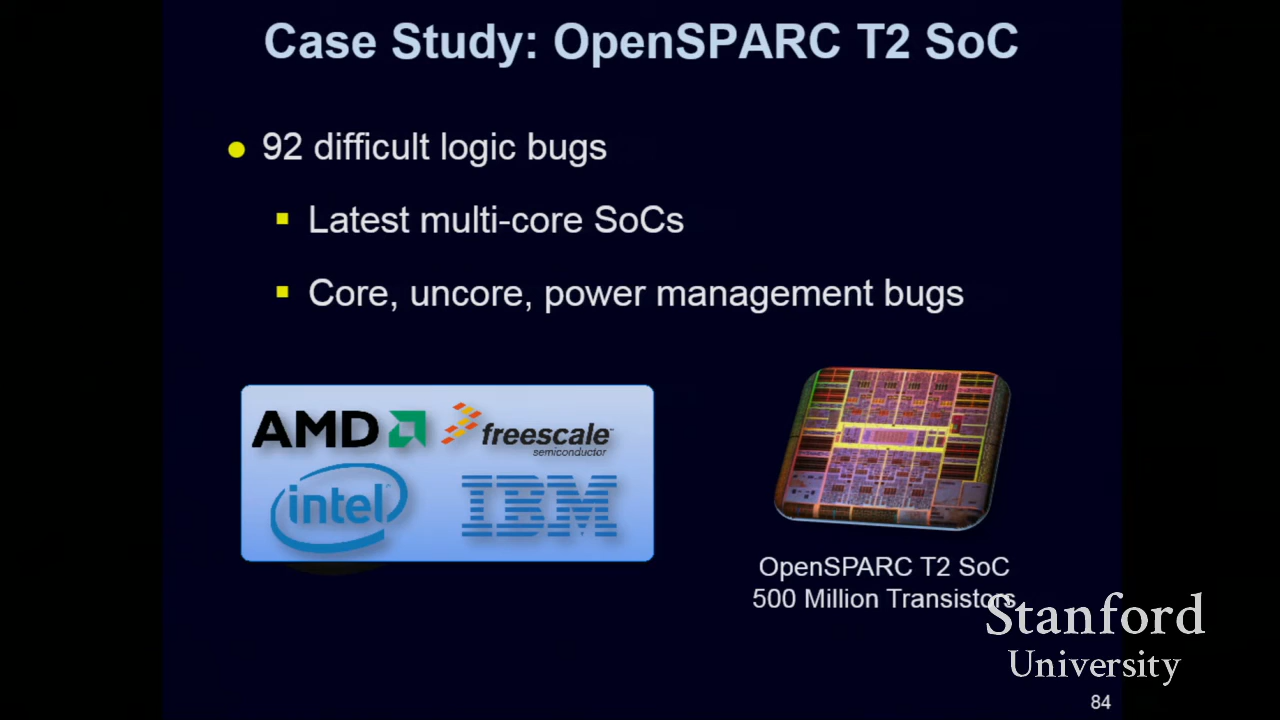 Case Study: OpenSPARC T2 SoC
92 difficult logic bugs
Latest multi-core SoCs
Core, uncore, power management bugs
AMD
freescale
semiconductor
intel
IBM
OpenSPARC T2 SoC
500 Million Transistors
Stanford
University
84